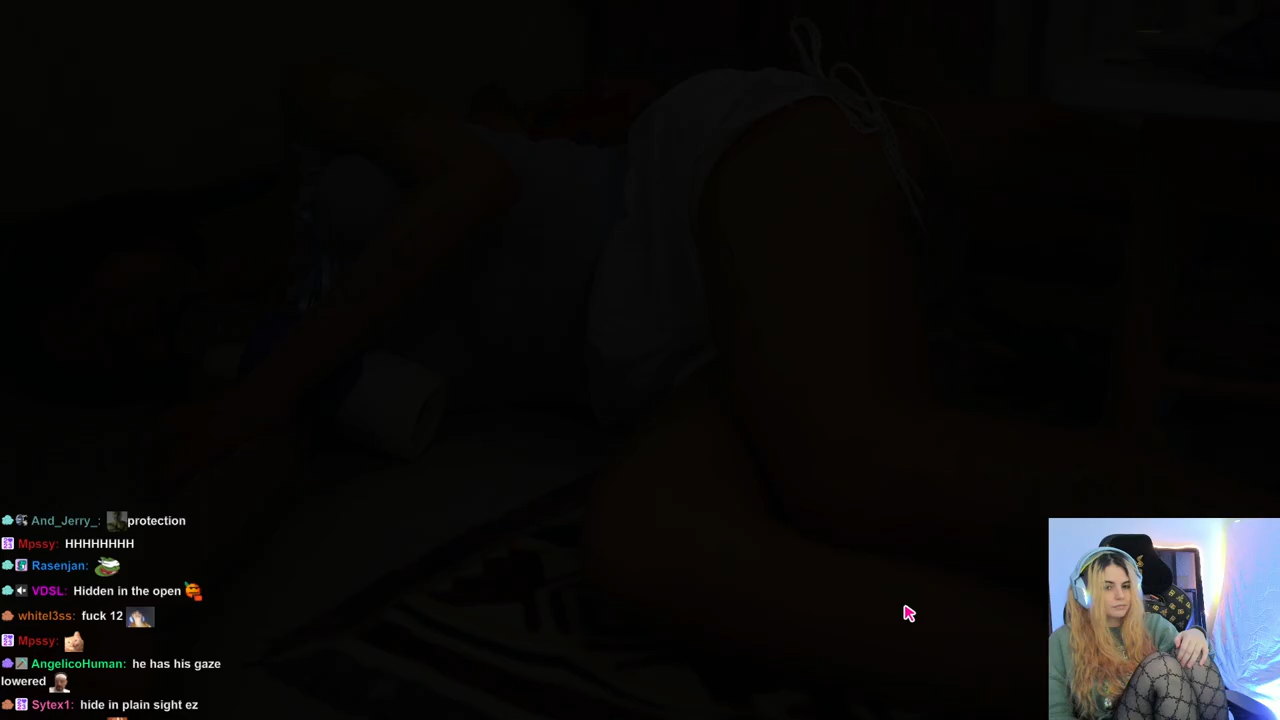 And_Jerry_: protection
Mpssy: HHHHHHHH
Rasenjan:
VDSL: Hidden in the open
whitel3ss: fuck 12
Mpssy:
AngelicoHuman: he has his gaze
lowered
Sytex1: hide in plain sight ez